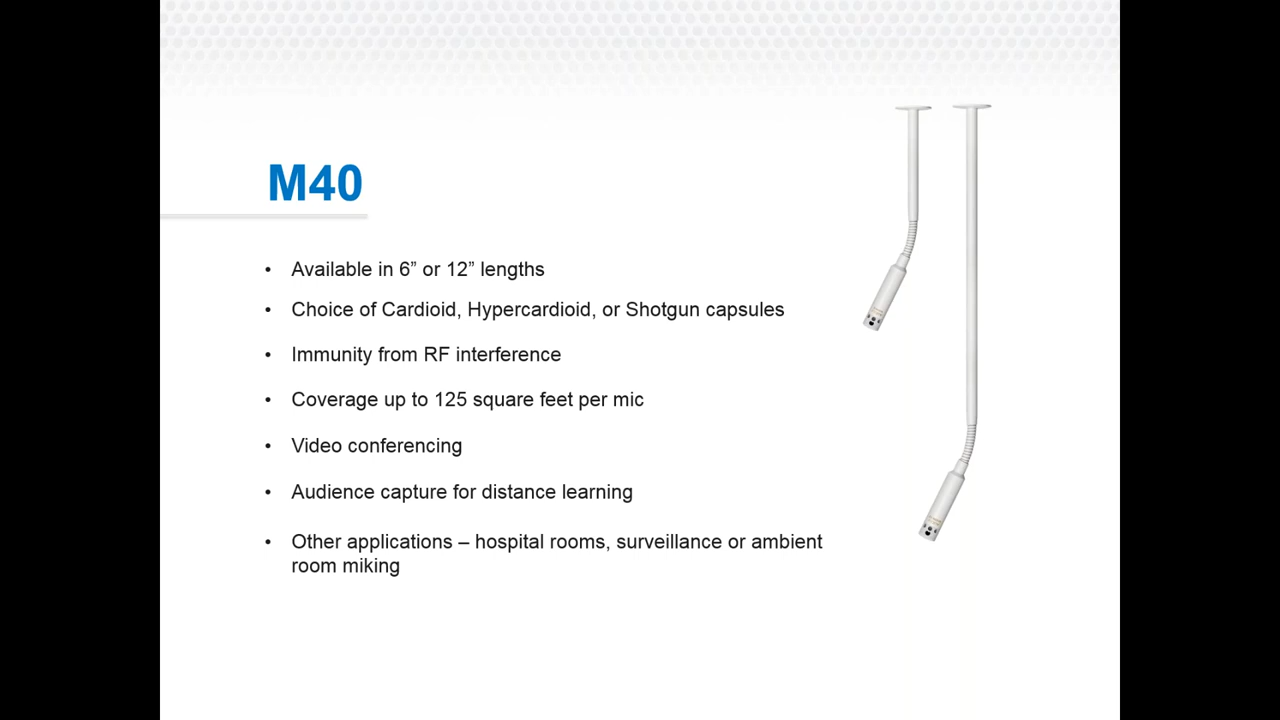 M40
• Available in 6” or 12” lengths
• Choice of Cardioid, Hypercardioid, or Shotgun capsules
• Immunity from RF interference
• Coverage up to 125 square feet per mic
• Video conferencing
• Audience capture for distance learning
• Other applications – hospital rooms, surveillance or ambient
room miking